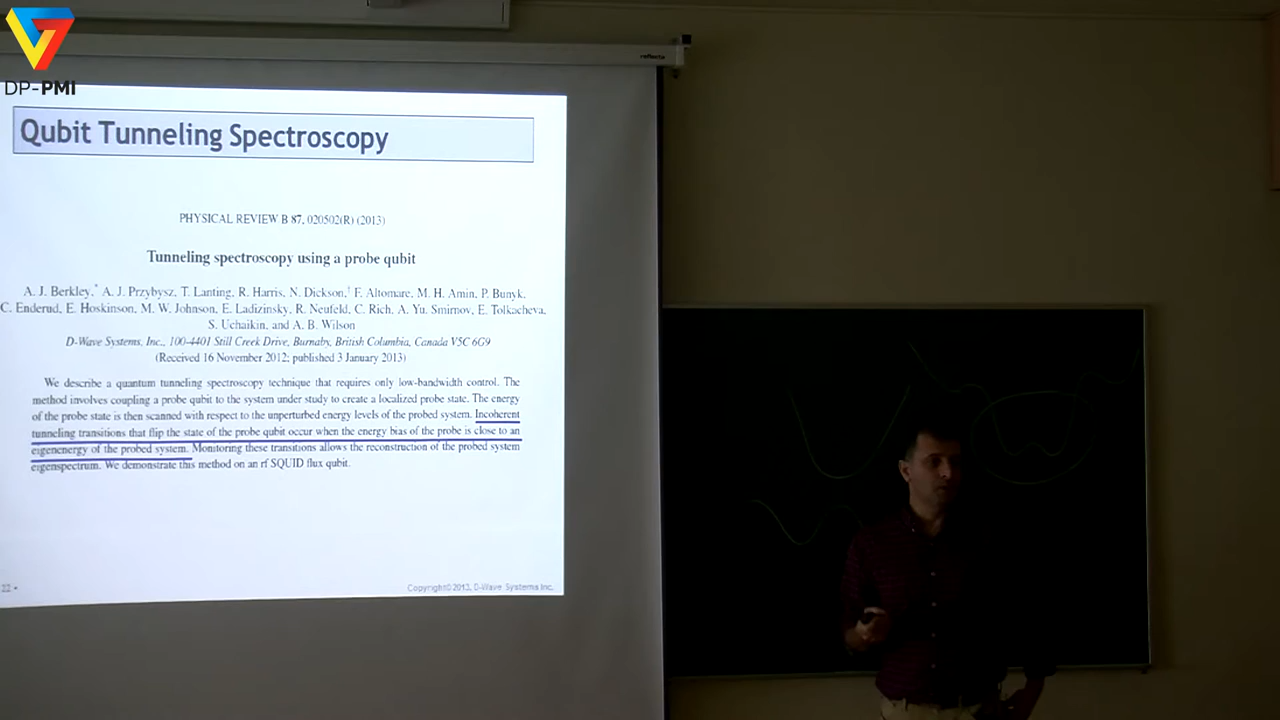 DP-PMI
reflecta
Qubit Tunneling Spectroscopy
PHYSICAL REVIEW B 87, 020502(R) (2013)
Tunneling spectroscopy using a probe qubit
A. J. Berkley,* A. J. Przybysz, T. Lanting, R. Harris, N. Dickson,† F. Altomare, M. H. Amin, P. Bunyk,
C. Enderud, E. Hoskinson, M. W. Johnson, E. Ladizinsky, R. Neufeld, C. Rich, A. Yu. Smirnov, E. Tolkacheva,
S. Uchaikin, and A. B. Wilson
D-Wave Systems, Inc., 100-4401 Still Creek Drive, Burnaby, British Columbia, Canada V5C 6G9
(Received 16 November 2012; published 3 January 2013)
We describe a quantum tunneling spectroscopy technique that requires only low-bandwidth control. The
method involves coupling a probe qubit to the system under study to create a localized probe state. The energy
of the probe state is then scanned with respect to the unperturbed energy levels of the probed system. Incoherent
tunneling transitions that flip the state of the probe qubit occur when the energy bias of the probe is close to an
eigenenergy of the probed system. Monitoring these transitions allows the reconstruction of the probed system
eigenspectrum. We demonstrate this method on an rf SQUID flux qubit.
22 •
Copyright©2013, D-Wave Systems Inc.